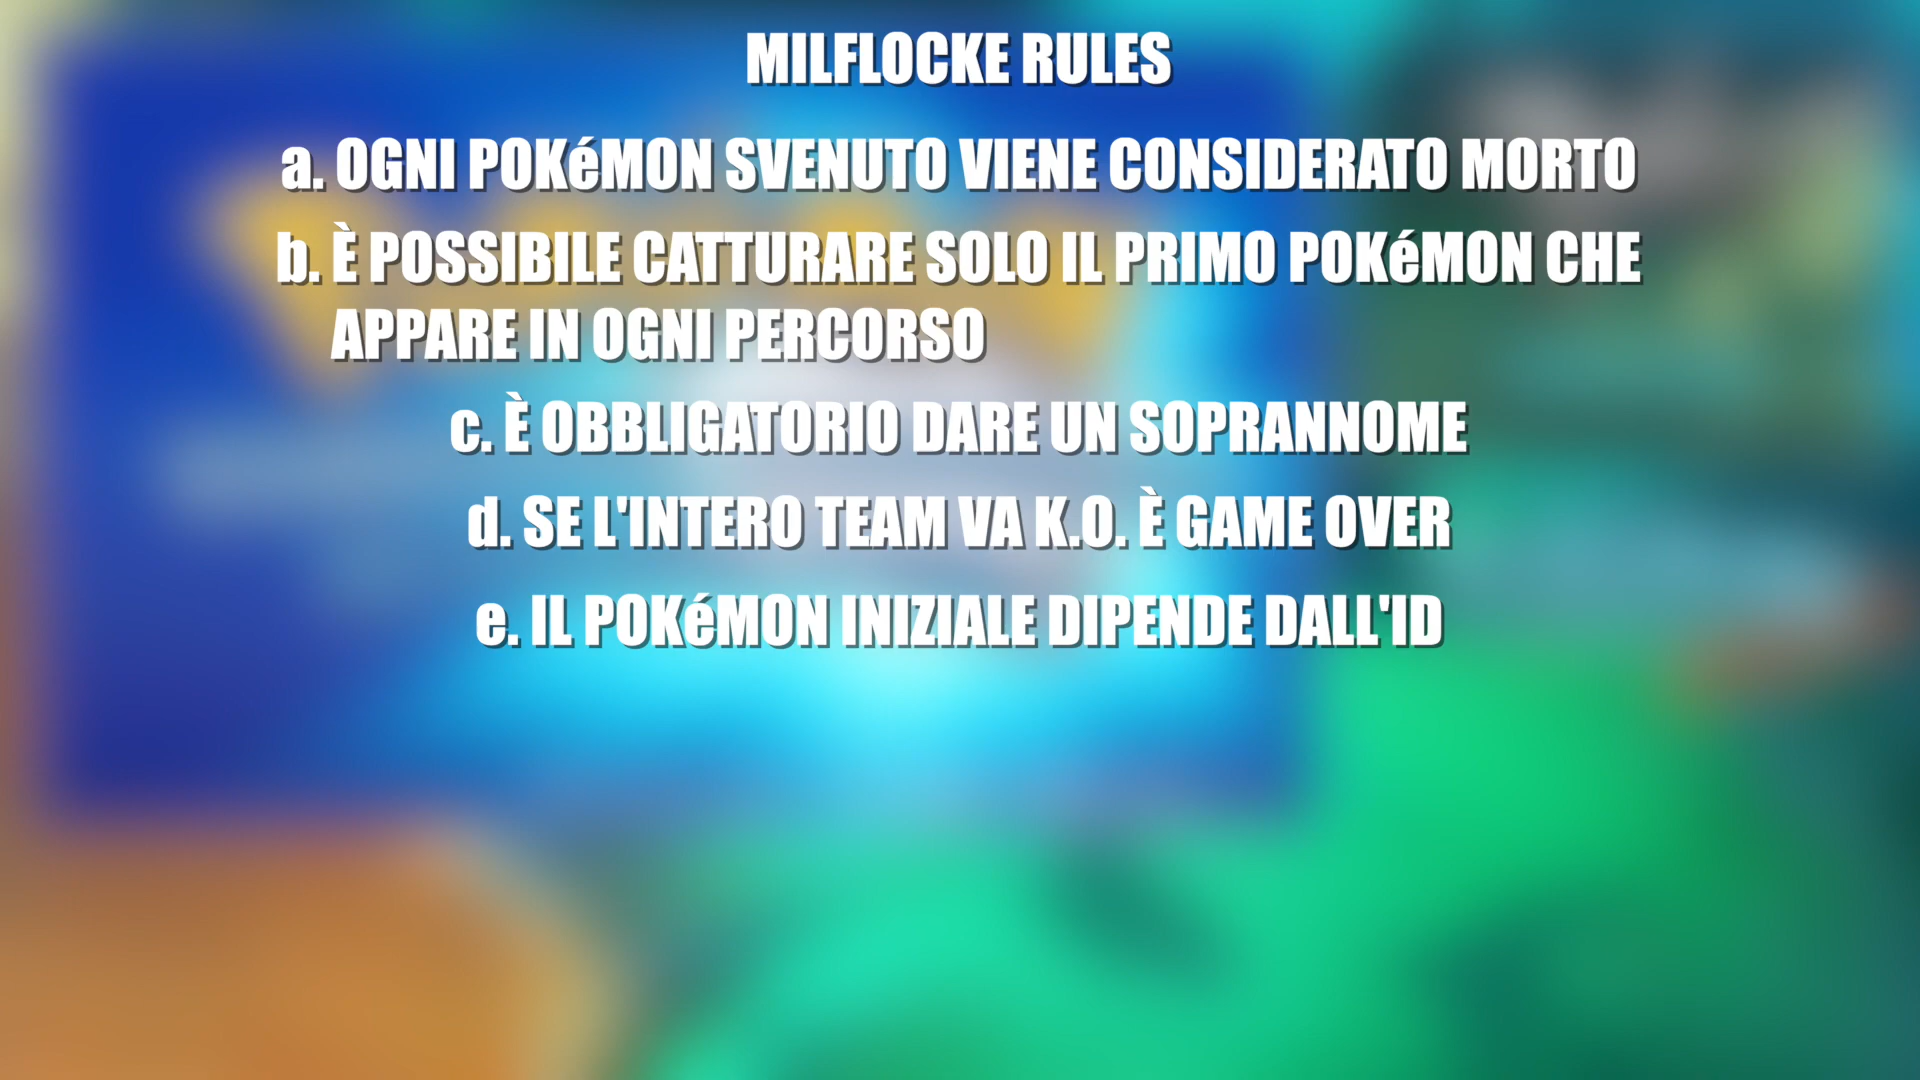 MILFLOCKE RULES
a. OGNI POKéMON SVENUTO VIENE CONSIDERATO MORTO
b. È POSSIBILE CATTURARE SOLO IL PRIMO POKéMON CHE
APPARE IN OGNI PERCORSO
c. È OBBLIGATORIO DARE UN SOPRANNOME
d. SE L'INTERO TEAM VA K.O. È GAME OVER
e. IL POKéMON INIZIALE DIPENDE DALL'ID